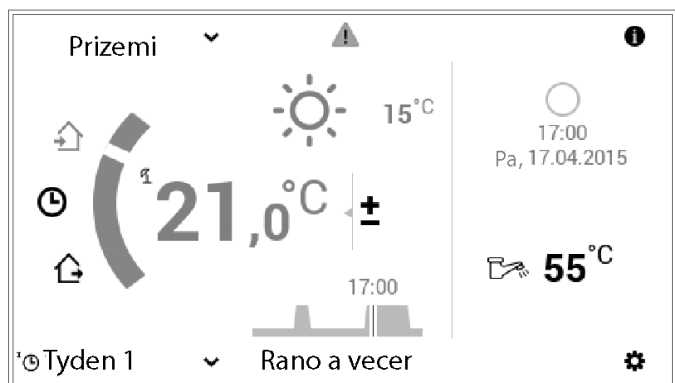 Prizemi
15°C
17:00
Pa, 17.04.2015
21,0°C
±
55°C
17:00
Tyden 1
Rano a vecer